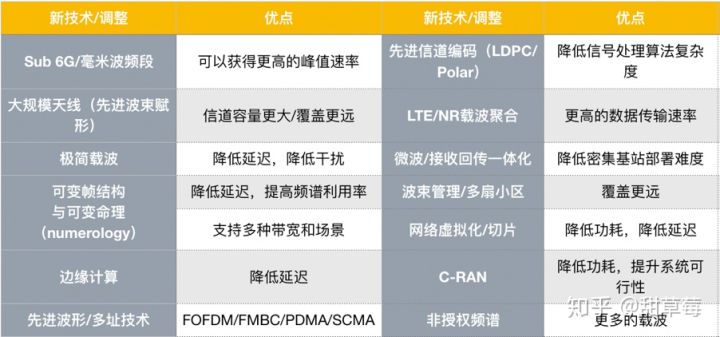 新技术/调整
优点
新技术/调整
优点
Sub 6G/毫米波频段
可以获得更高的峰值速率
先进信道编码（LDPC/
Polar）
降低信号处理算法复杂
度
大规模天线（先进波束赋
形）
信道容量更大/覆盖更远
LTE/NR载波聚合
更高的数据传输速率
极简载波
降低延迟，降低干扰
微波/接收回传一体化
降低密集基站部署难度
可变帧结构
与可变命理
（numerology）
降低延迟，提高频谱利用率
支持多种带宽和场景
波束管理/多扇小区
覆盖更远
网络虚拟化/切片
降低功耗，降低延迟
边缘计算
降低延迟
C-RAN
降低功耗，提升系统可
行性
先进波形/多址技术
FOFDM/FMBC/PDMA/SCMA
非授权频谱
更多的载波
知乎 @甜草莓